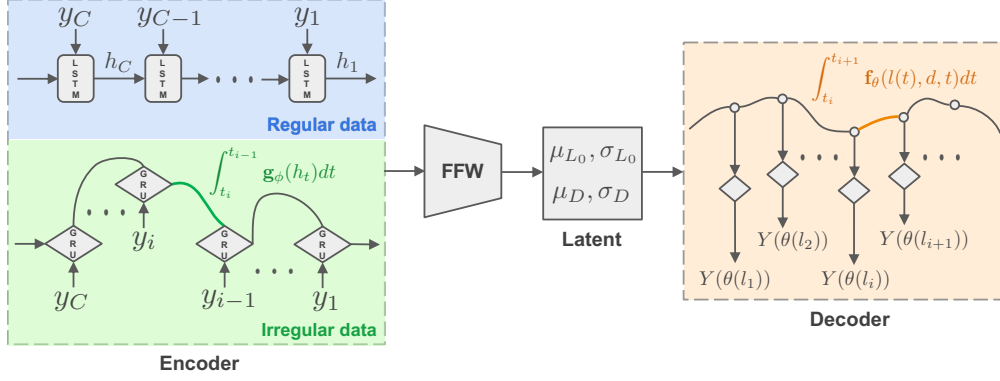 y_C y_{C-1} y_1
LSTM h_C LSTM LSTM h_1
Regular data
∫_{t_i}^{t_{i-1}} g_ϕ(h_t)dt
GRU
y_i
GRU GRU GRU
y_C y_{i-1} y_1
Irregular data
Encoder
FFW
μ_{L_0}, σ_{L_0}
μ_D, σ_D
Latent
∫_{t_i}^{t_{i+1}} f_θ(l(t), d, t)dt
Y(θ(l_2)) Y(θ(l_{i+1}))
Y(θ(l_1)) Y(θ(l_i))
Decoder